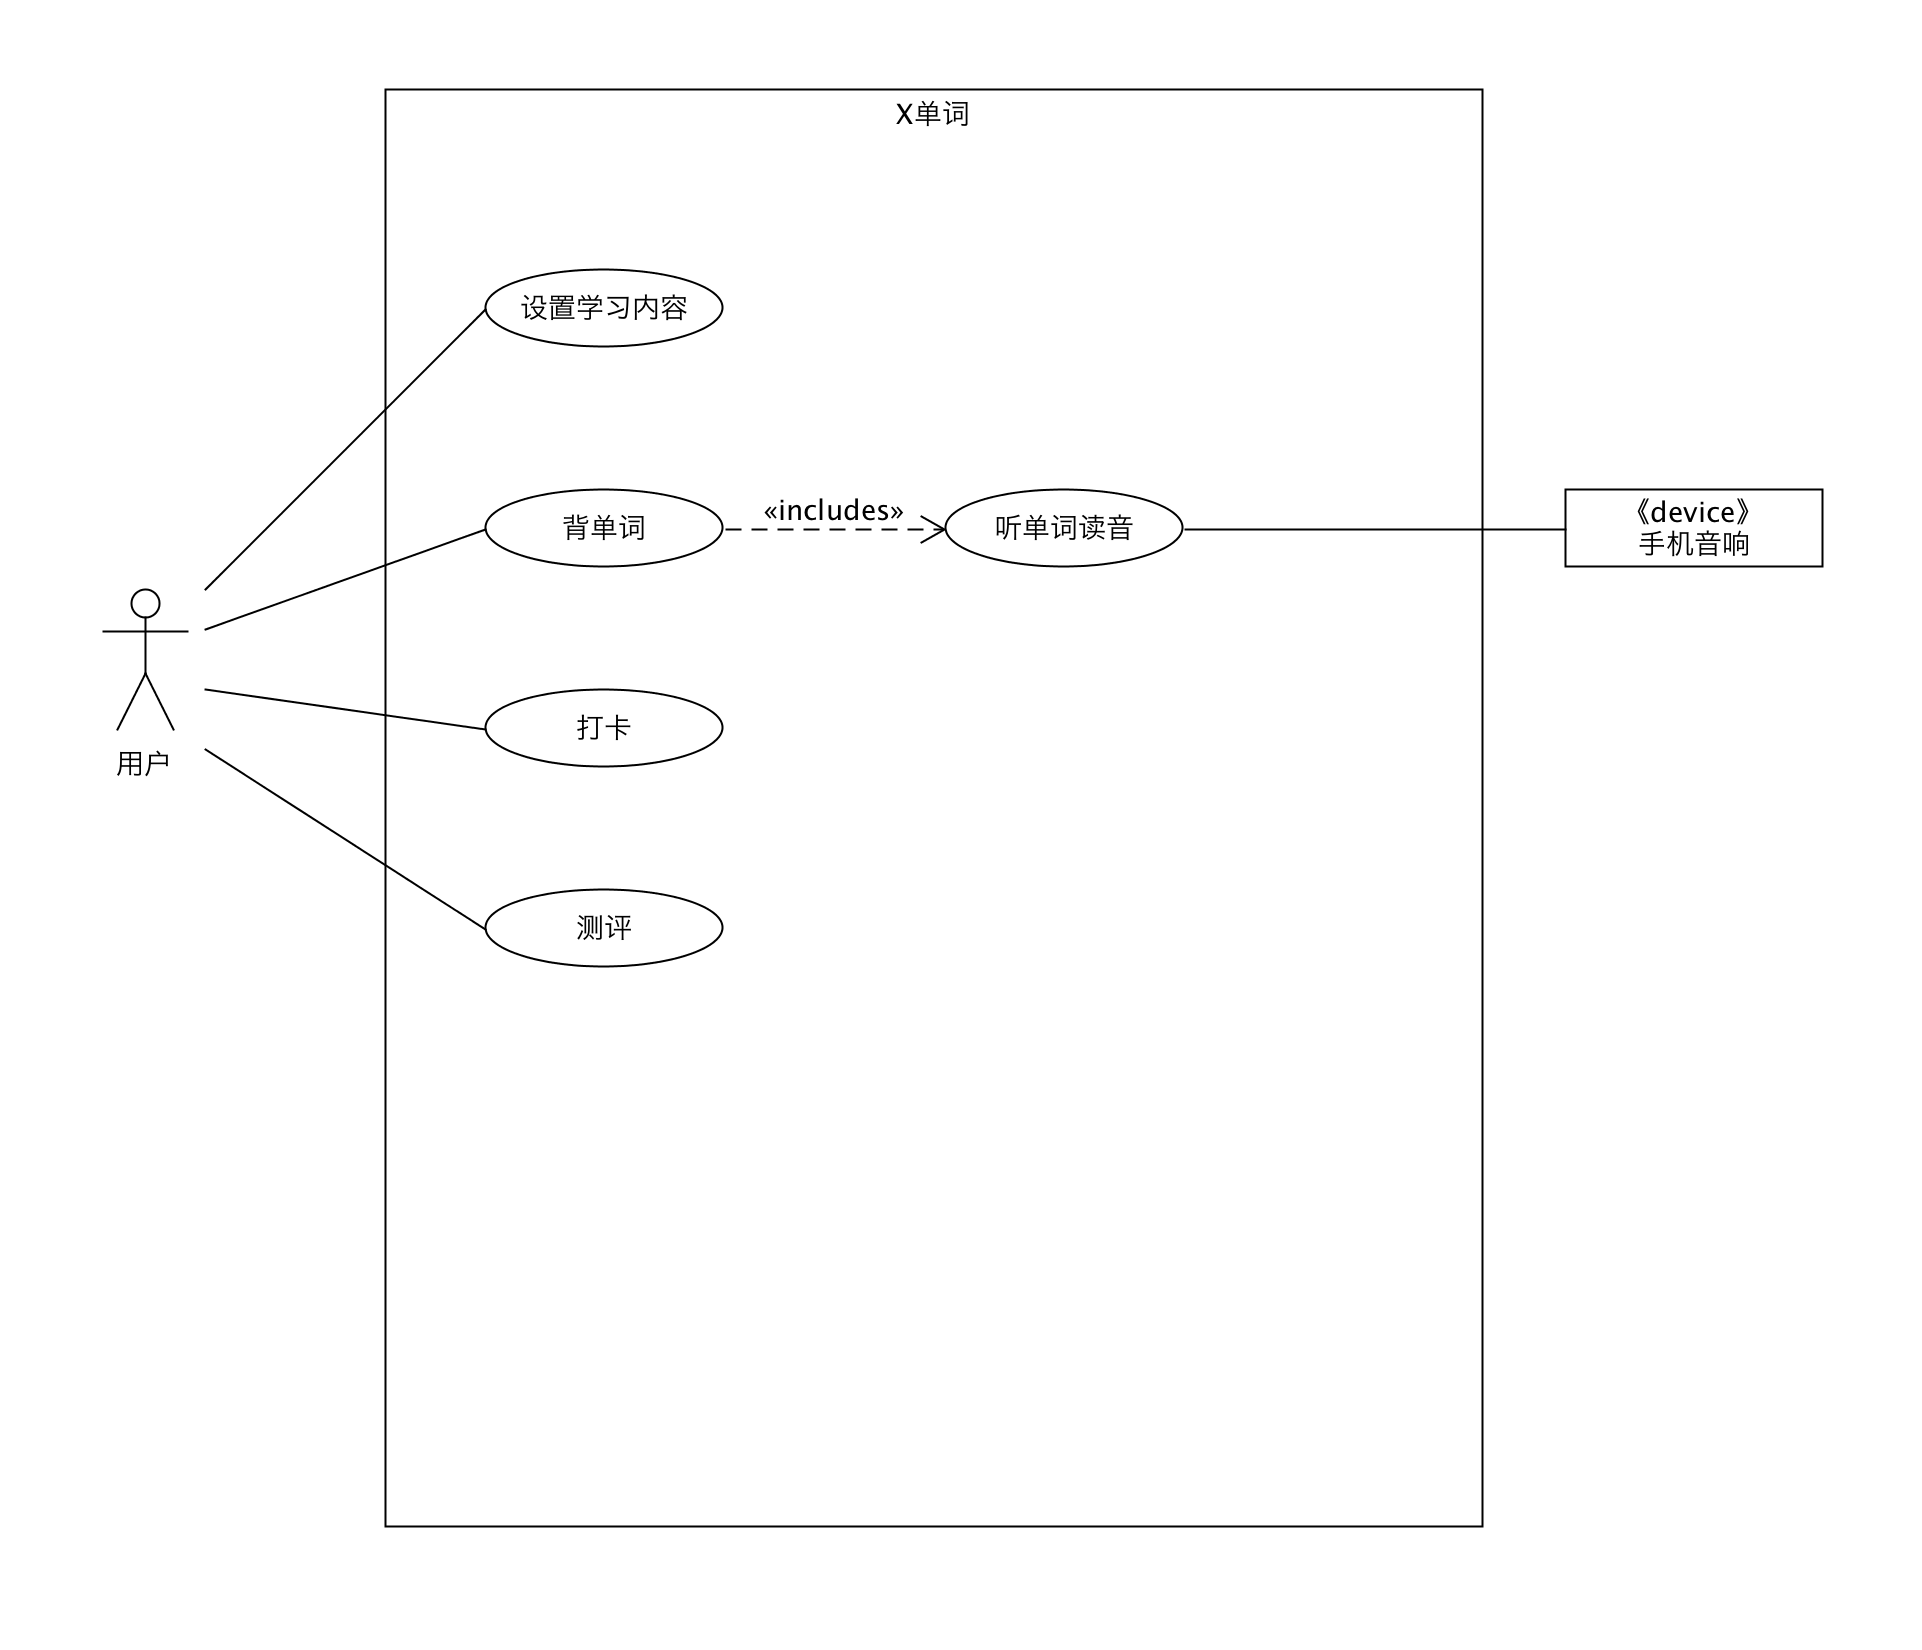 X单词
设置学习内容
背单词
«includes»
听单词读音
《device》
手机音响
打卡
用户
测评